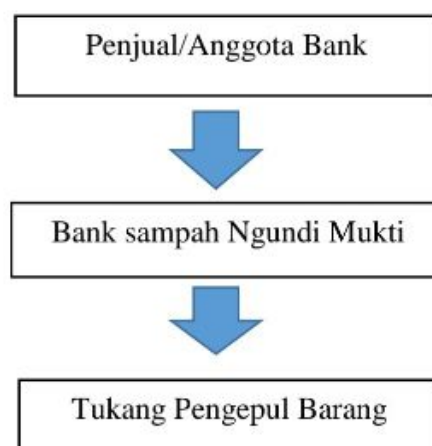 Penjual/Anggota Bank
Bank sampah Ngundi Mukti
Tukang Pengepul Barang